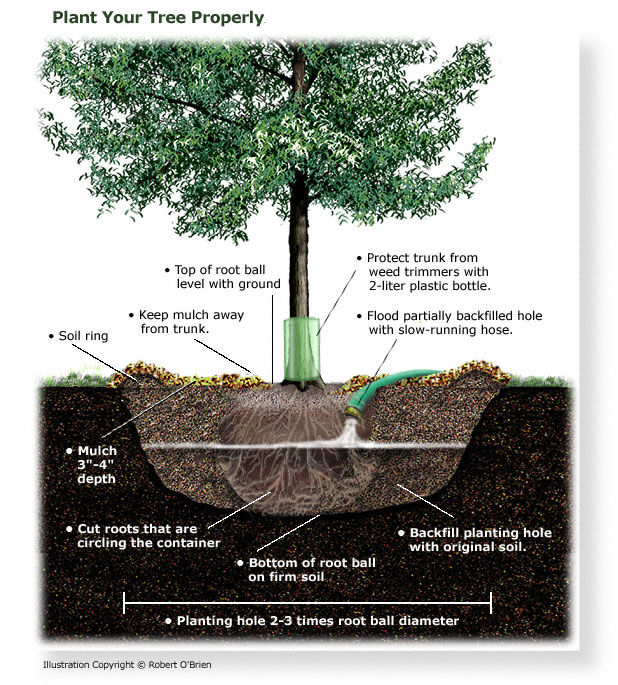 Plant Your Tree Properly
• Top of root ball
level with ground
• Protect trunk from
weed trimmers with
2-liter plastic bottle.
• Keep mulch away
from trunk.
• Flood partially backfilled hole
with slow-running hose.
• Soil ring
• Mulch
3"-4"
depth
• Cut roots that are
circling the container
• Backfill planting hole
with original soil.
• Bottom of root ball
on firm soil
• Planting hole 2-3 times root ball diameter
Illustration Copyright © Robert O'Brien